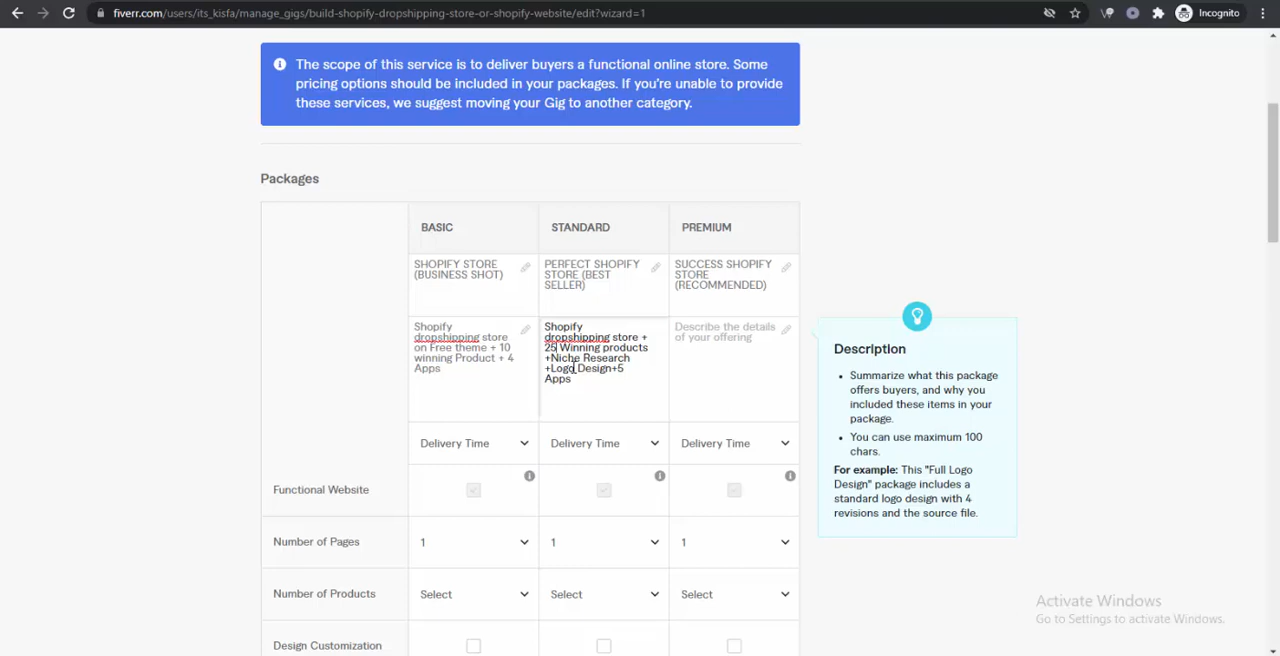 fiverr.com/users/its_kisfa/manage_gigs/build-shopify-dropshipping-store-or-shopify-website/edit?wizard=1
Incognito
The scope of this service is to deliver buyers a functional online store. Some
pricing options should be included in your packages. If you're unable to provide
these services, we suggest moving your Gig to another category.
Packages
BASIC
STANDARD
PREMIUM
SHOPIFY STORE
(BUSINESS SHOT)
PERFECT SHOPIFY
STORE (BEST
SELLER)
SUCCESS SHOPIFY
STORE
(RECOMMENDED)
Shopify
dropshipping store
on Free theme + 10
winning Product + 4
Apps
Shopify
dropshipping store +
25 Winning products
+Niche Research
+Logo Design+5
Apps
Describe the details
of your offering
Description
Summarize what this package
offers buyers, and why you
included these items in your
package.
You can use maximum 100
chars.
For example: This "Full Logo
Design" package includes a
standard logo design with 4
revisions and the source file.
Delivery Time
Delivery Time
Delivery Time
Functional Website
Number of Pages
1
1
1
Number of Products
Select
Select
Select
Design Customization
Activate Windows
Go to Settings to activate Windows.